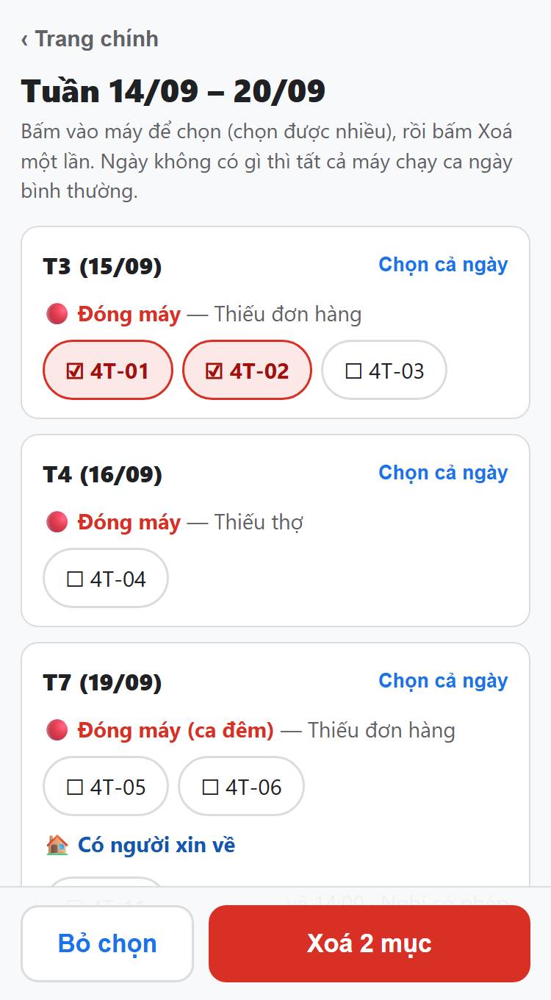 ‹ Trang chính
Tuần 14/09 – 20/09
Bấm vào máy để chọn (chọn được nhiều), rồi bấm Xoá
một lần. Ngày không có gì thì tất cả máy chạy ca ngày
bình thường.
T3 (15/09) Chọn cả ngày
Đóng máy — Thiếu đơn hàng
☑ 4T-01 ☑ 4T-02 ☐ 4T-03
T4 (16/09) Chọn cả ngày
Đóng máy — Thiếu thợ
☐ 4T-04
T7 (19/09) Chọn cả ngày
Đóng máy (ca đêm) — Thiếu đơn hàng
☐ 4T-05 ☐ 4T-06
Có người xin về
☐ 4T-11 về 14:00 · Nghỉ có phép
Bỏ chọn Xoá 2 mục